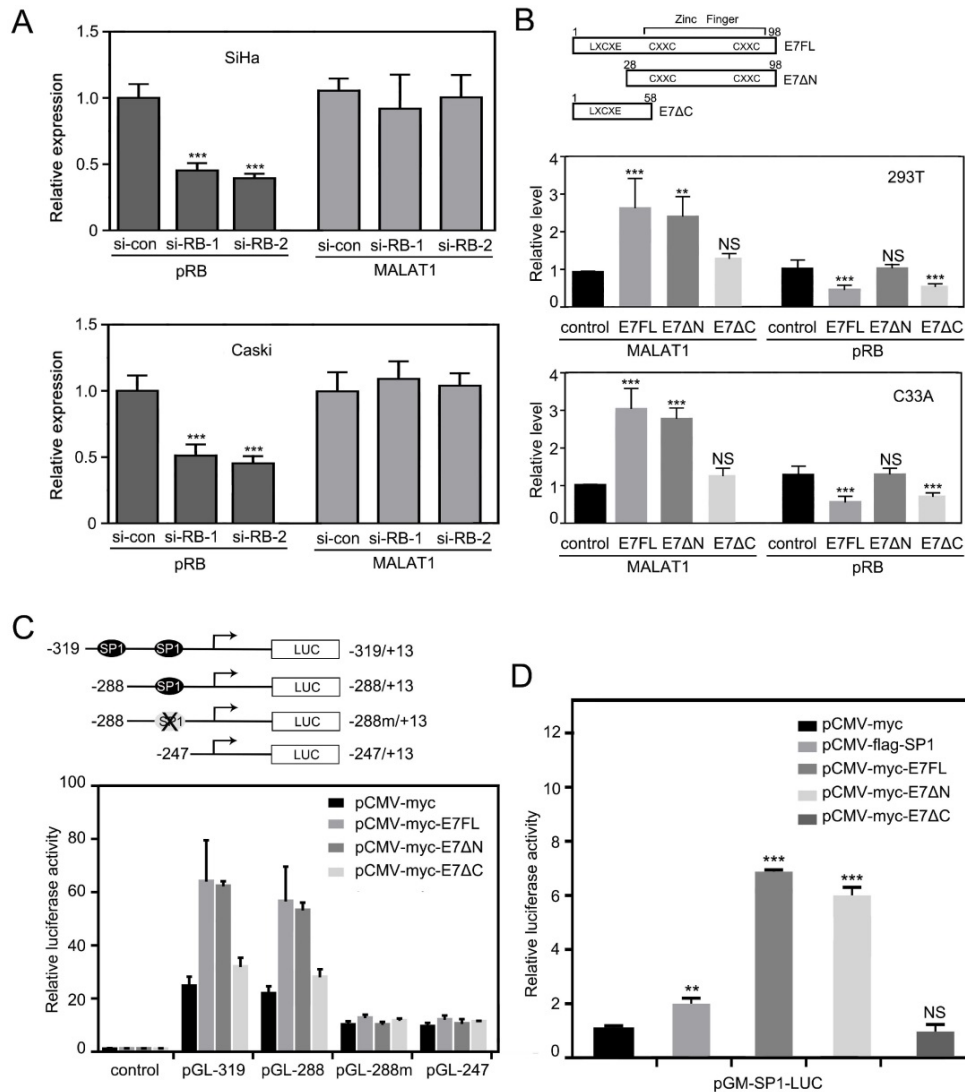 A
1.5
1.0
0.5
0
Relative expression
SiHa
***
***
si-con si-RB-1 si-RB-2 si-con si-RB-1 si-RB-2
pRB MALAT1
1.5
1.0
0.5
0
Relative expression
Caski
***
***
si-con si-RB-1 si-RB-2 si-con si-RB-1 si-RB-2
pRB MALAT1
B
Zinc Finger
1 98
LXCXE CXXC CXXC E7FL
28 98
CXXC CXXC E7ΔN
1 58
LXCXE E7ΔC
4
3
2
1
0
Relative level
293T
*** ** NS *** NS ***
control E7FL E7ΔN E7ΔC control E7FL E7ΔN E7ΔC
MALAT1 pRB
4
3
2
1
0
Relative level
C33A
*** *** NS *** NS ***
control E7FL E7ΔN E7ΔC control E7FL E7ΔN E7ΔC
MALAT1 pRB
C
-319 SP1 SP1 LUC -319/+13
-288 SP1 LUC -288/+13
-288 SP1 LUC -288m/+13
-247 LUC -247/+13
100
80
60
40
20
0
Relative luciferase activity
pCMV-myc
pCMV-myc-E7FL
pCMV-myc-E7ΔN
pCMV-myc-E7ΔC
control pGL-319 pGL-288 pGL-288m pGL-247
D
12
10
8
6
4
2
0
Relative luciferase activity
pCMV-myc
pCMV-flag-SP1
pCMV-myc-E7FL
pCMV-myc-E7ΔN
pCMV-myc-E7ΔC
** *** *** NS
pGM-SP1-LUC